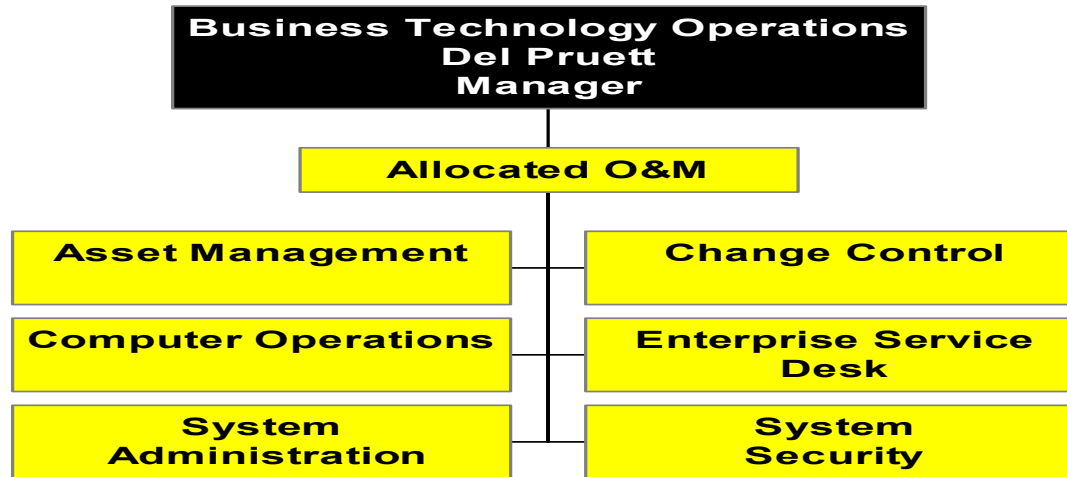 Business Technology Operations
Del Pruett
Manager
Allocated O&M
Asset Management
Change Control
Computer Operations
Enterprise Service
Desk
System
Administration
System
Security